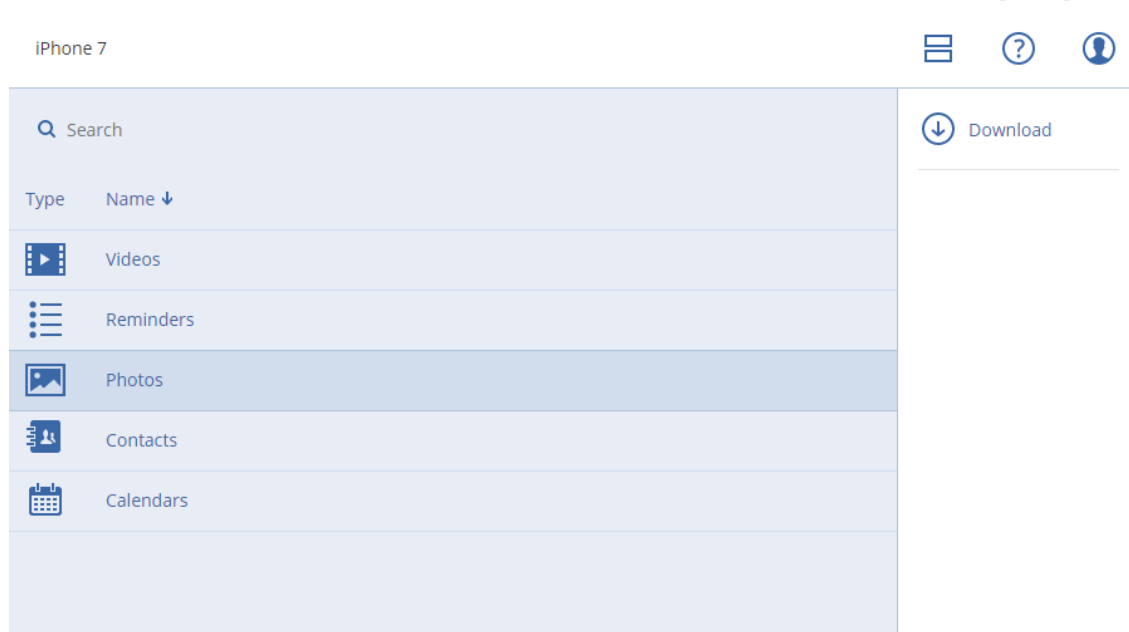 iPhone 7
Search
Download
Type Name
Videos
Reminders
Photos
Contacts
Calendars